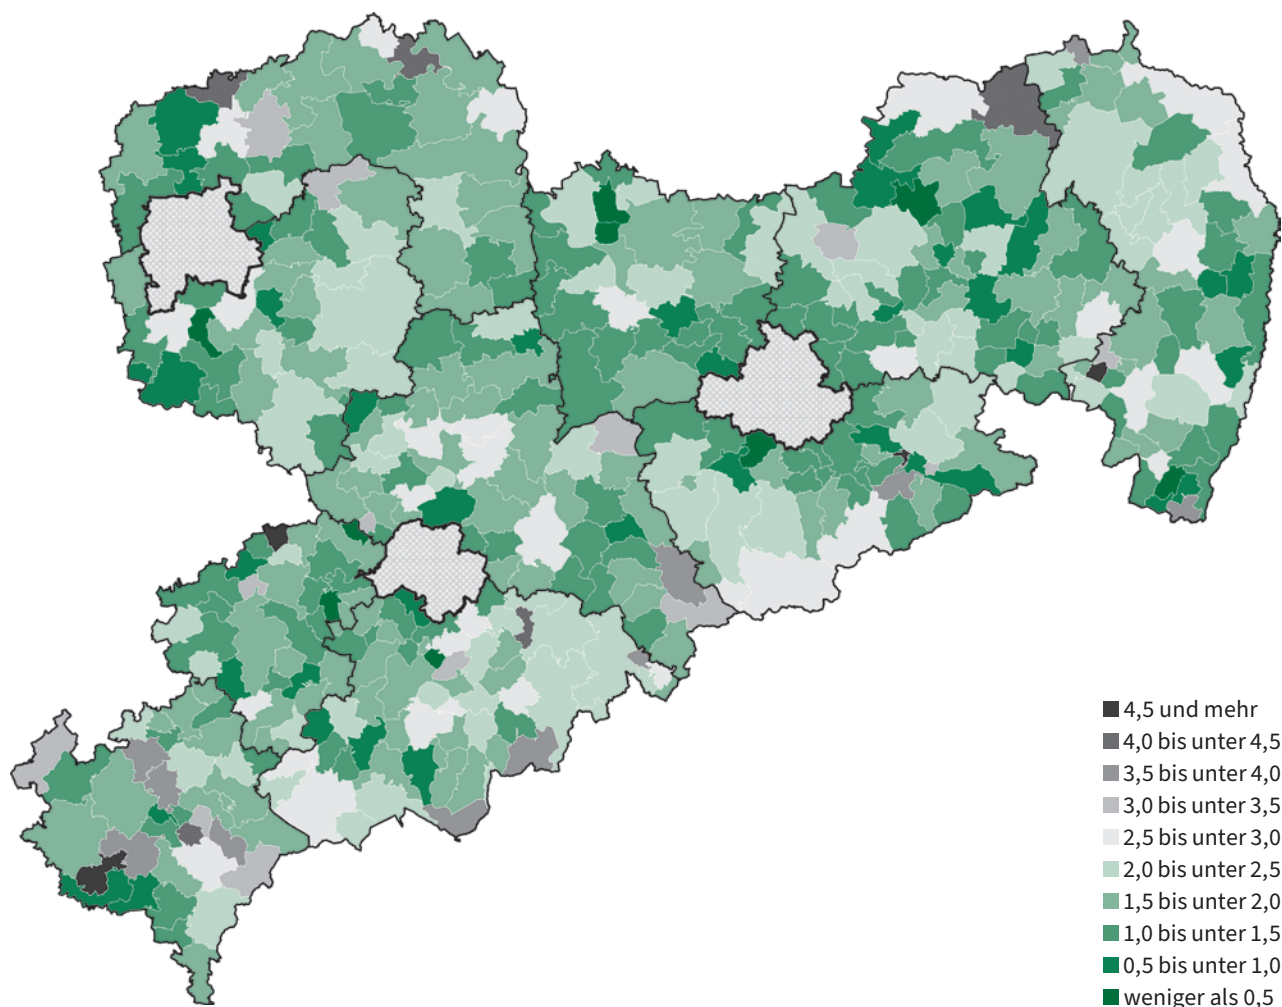 4,5 und mehr
4,0 bis unter 4,5
3,5 bis unter 4,0
3,0 bis unter 3,5
2,5 bis unter 3,0
2,0 bis unter 2,5
1,5 bis unter 2,0
1,0 bis unter 1,5
0,5 bis unter 1,0
weniger als 0,5